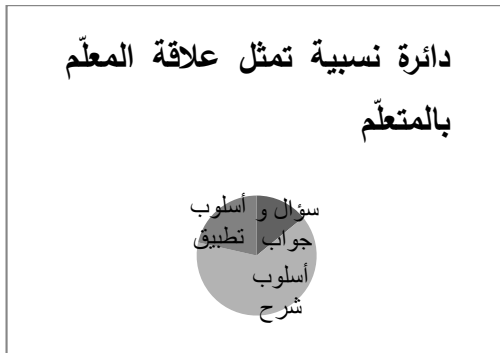 دائرة نسبية تمثل علاقة المعلّم
بالمتعلّم
سؤال و
جواب
أسلوب
شرح
أسلوب
تطبيق